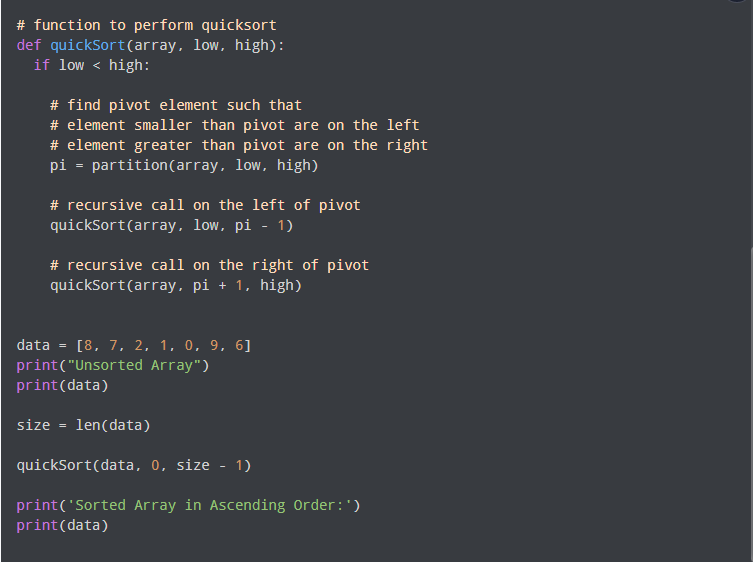 # function to perform quicksort
def quickSort(array, low, high):
  if low < high:
    # find pivot element such that
    # element smaller than pivot are on the left
    # element greater than pivot are on the right
    pi = partition(array, low, high)
    # recursive call on the left of pivot
    quickSort(array, low, pi - 1)
    # recursive call on the right of pivot
    quickSort(array, pi + 1, high)
data = [8, 7, 2, 1, 0, 9, 6]
print("Unsorted Array")
print(data)
size = len(data)
quickSort(data, 0, size - 1)
print('Sorted Array in Ascending Order:')
print(data)